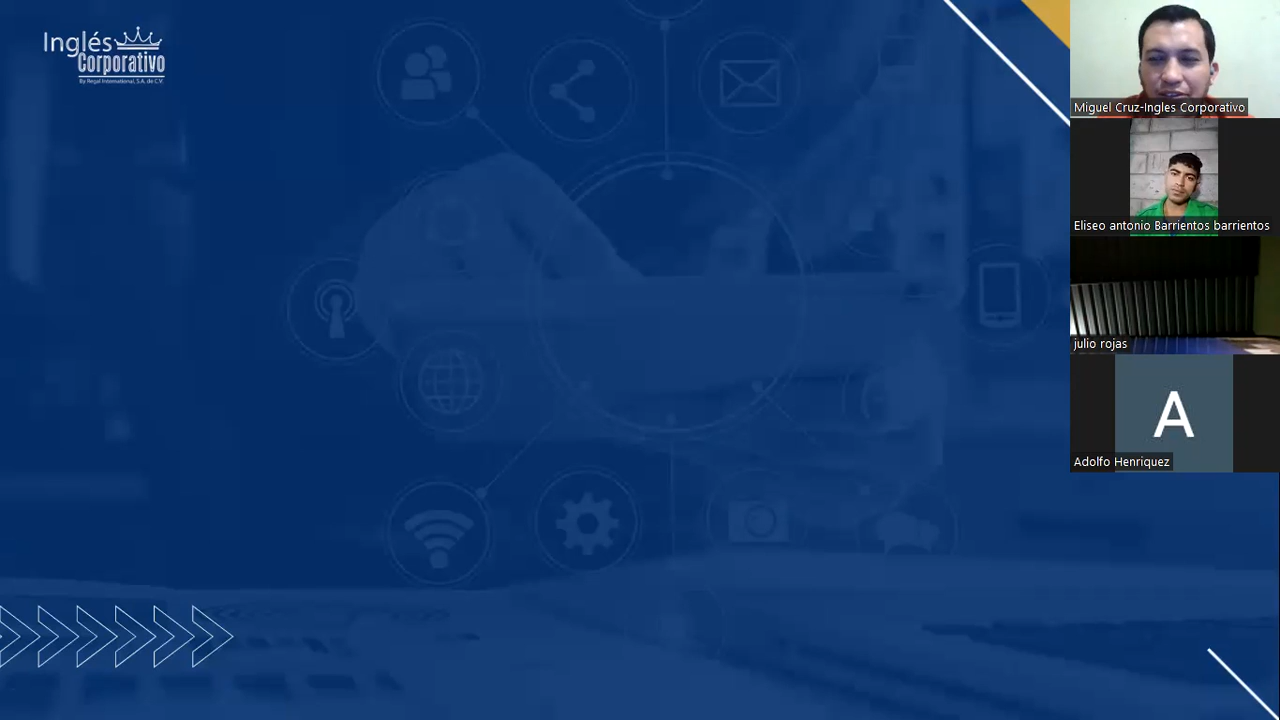 Inglés
Corporativo
By Regal International, S.A. de C.V.
Miguel Cruz-Ingles Corporativo
Eliseo antonio Barrientos barrientos
julio rojas
A
Adolfo Henriquez